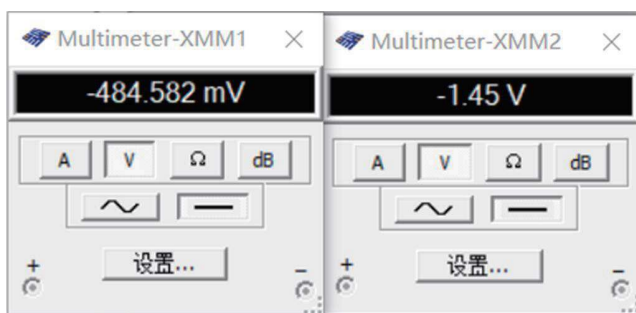 Multimeter-XMM1
-484.582 mV
A V Ω dB
设置...
+ -
Multimeter-XMM2
-1.45 V
A V Ω dB
设置...
+ -